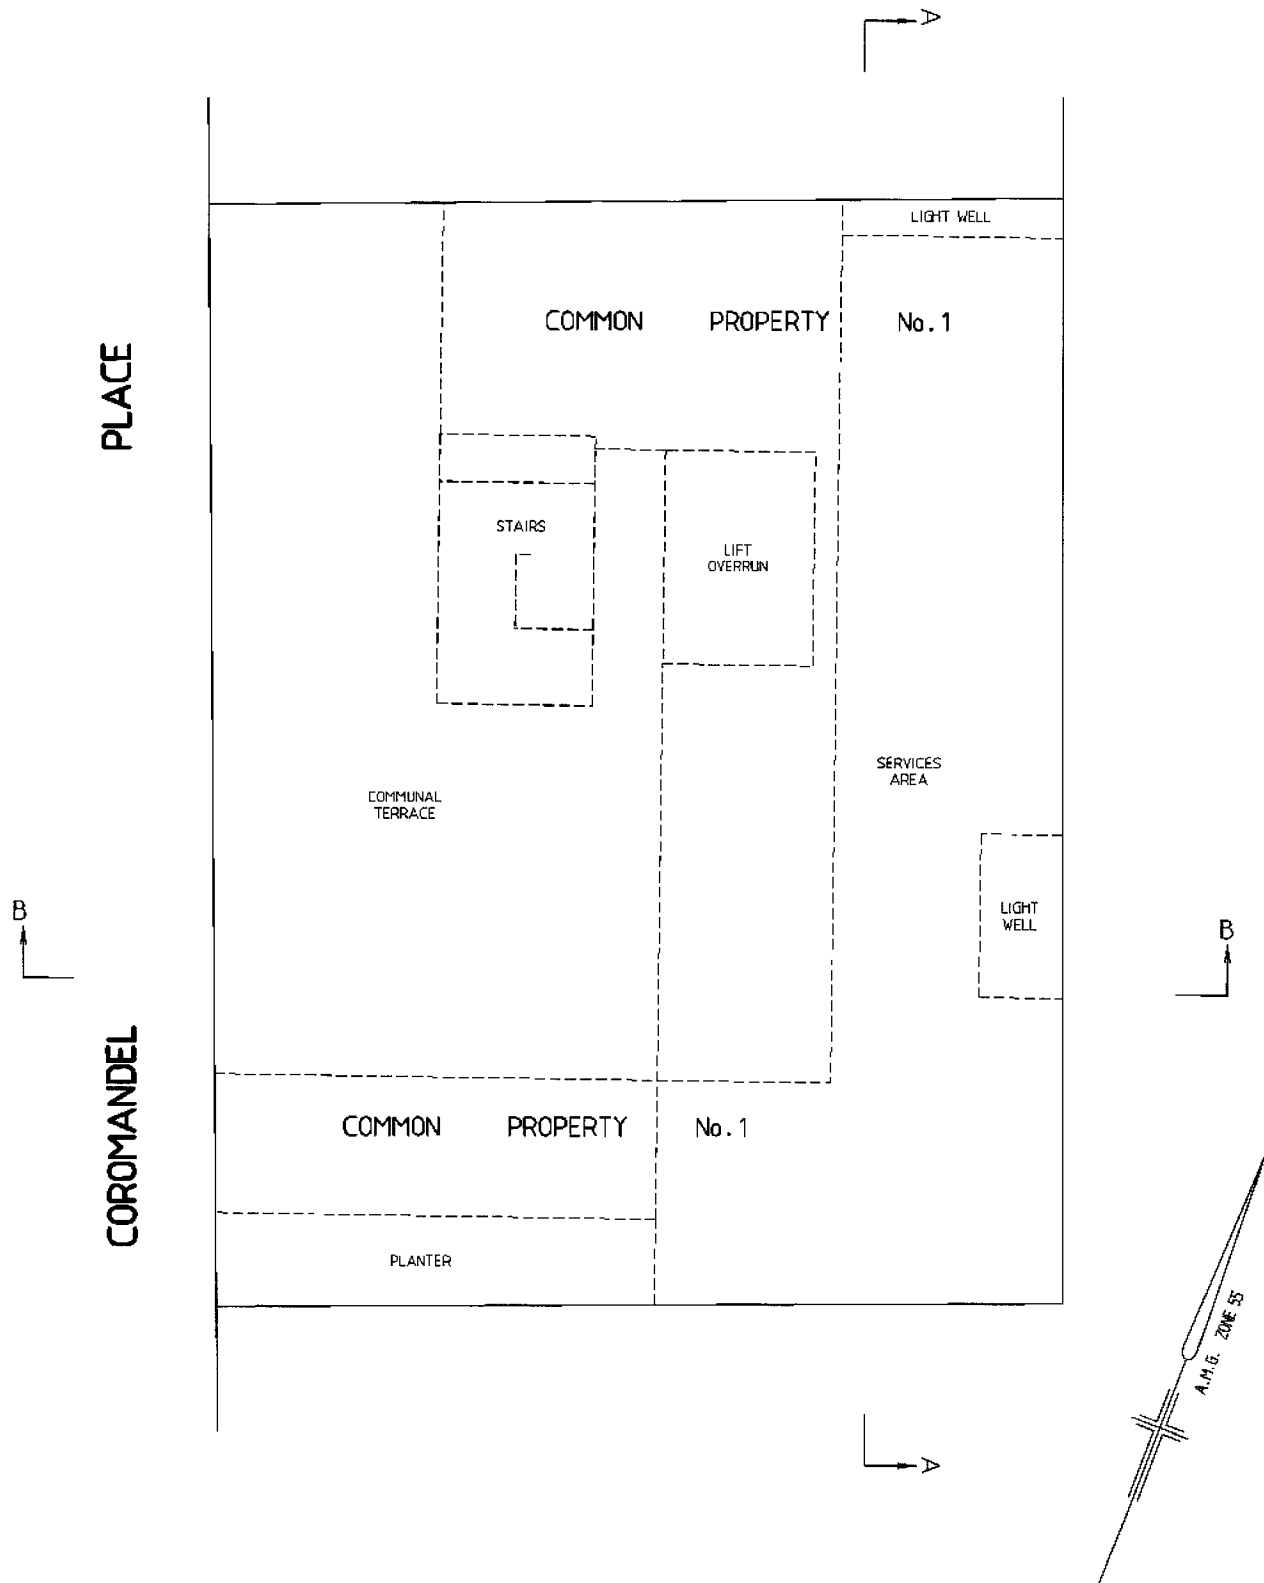 A
LIGHT WELL
COMMON PROPERTY No. 1
PLACE
STAIRS
LIFT
OVERRUN
SERVICES
AREA
COMMUNAL
TERRACE
B
LIGHT
WELL
B
COROMANDEL
COMMON PROPERTY No. 1
PLANTER
A.M.G. ZONE 55
A